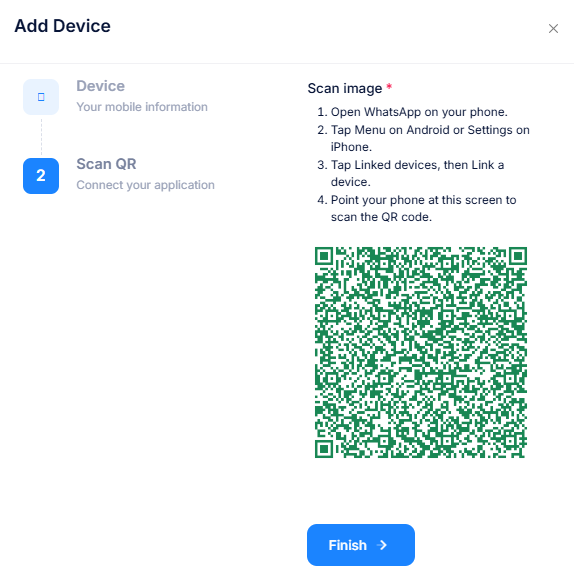 Add Device
Device
Your mobile information
2
Scan QR
Connect your application
Scan image *
1. Open WhatsApp on your phone.
2. Tap Menu on Android or Settings on
iPhone.
3. Tap Linked devices, then Link a
device.
4. Point your phone at this screen to
scan the QR code.
Finish